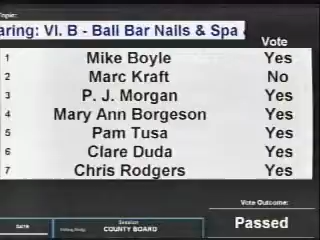 Topic:
aring: VI. B - Bali Bar Nails & Spa
Vote
1 Mike Boyle Yes
2 Marc Kraft No
3 P. J. Morgan Yes
4 Mary Ann Borgeson Yes
5 Pam Tusa Yes
6 Clare Duda Yes
7 Chris Rodgers Yes
Vote Outcome:
Passed
Session
DATE
COUNTY BOARD